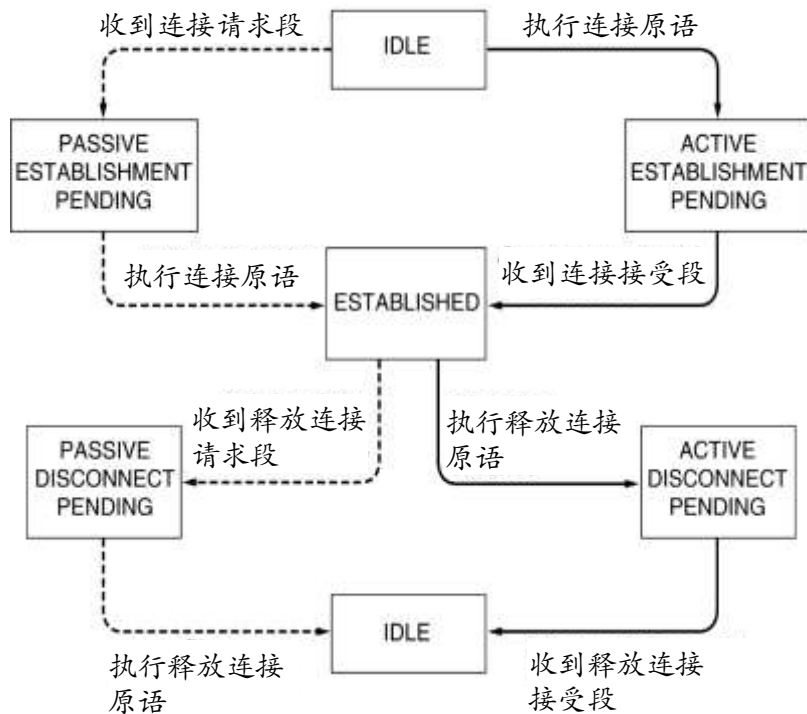 收到连接请求段
IDLE
执行连接原语
PASSIVE
ESTABLISHMENT
PENDING
ACTIVE
ESTABLISHMENT
PENDING
执行连接原语
ESTABLISHED
收到连接接受段
收到释放连接
请求段
执行释放连接
原语
PASSIVE
DISCONNECT
PENDING
ACTIVE
DISCONNECT
PENDING
IDLE
执行释放连接
原语
收到释放连接
接受段